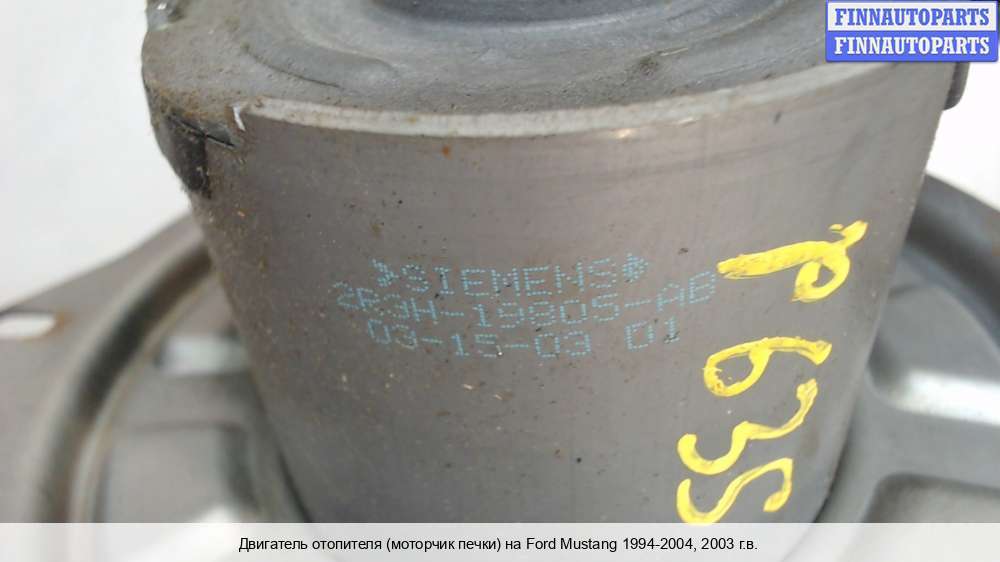 FINNAUTOPARTS
FINNAUTOPARTS
*SIEMENS*
2R3H-19805-AB
03-15-03 01
P 635
Двигатель отопителя (моторчик печки) на Ford Mustang 1994-2004, 2003 г.в.